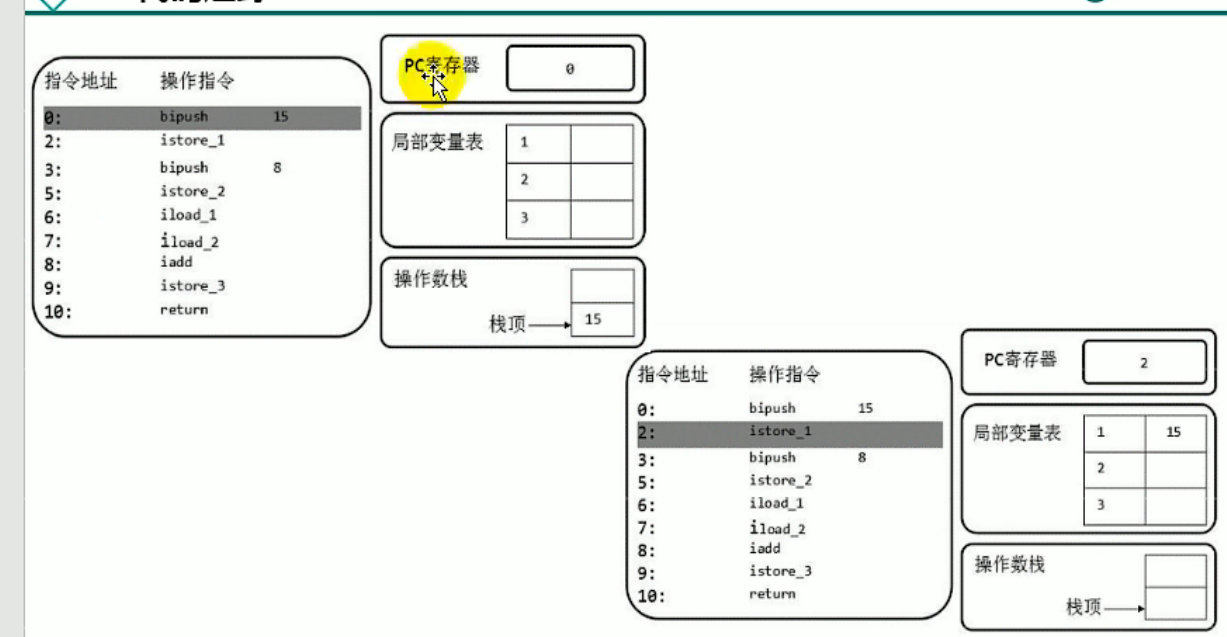 指令地址 操作指令
0: bipush 15
2: istore_1
3: bipush 8
5: istore_2
6: iload_1
7: iload_2
8: iadd
9: istore_3
10: return
PC寄存器 0
局部变量表 1
2
3
操作数栈
栈顶 15
指令地址 操作指令
0: bipush 15
2: istore_1
3: bipush 8
5: istore_2
6: iload_1
7: iload_2
8: iadd
9: istore_3
10: return
PC寄存器 2
局部变量表 1 15
2
3
操作数栈
栈顶